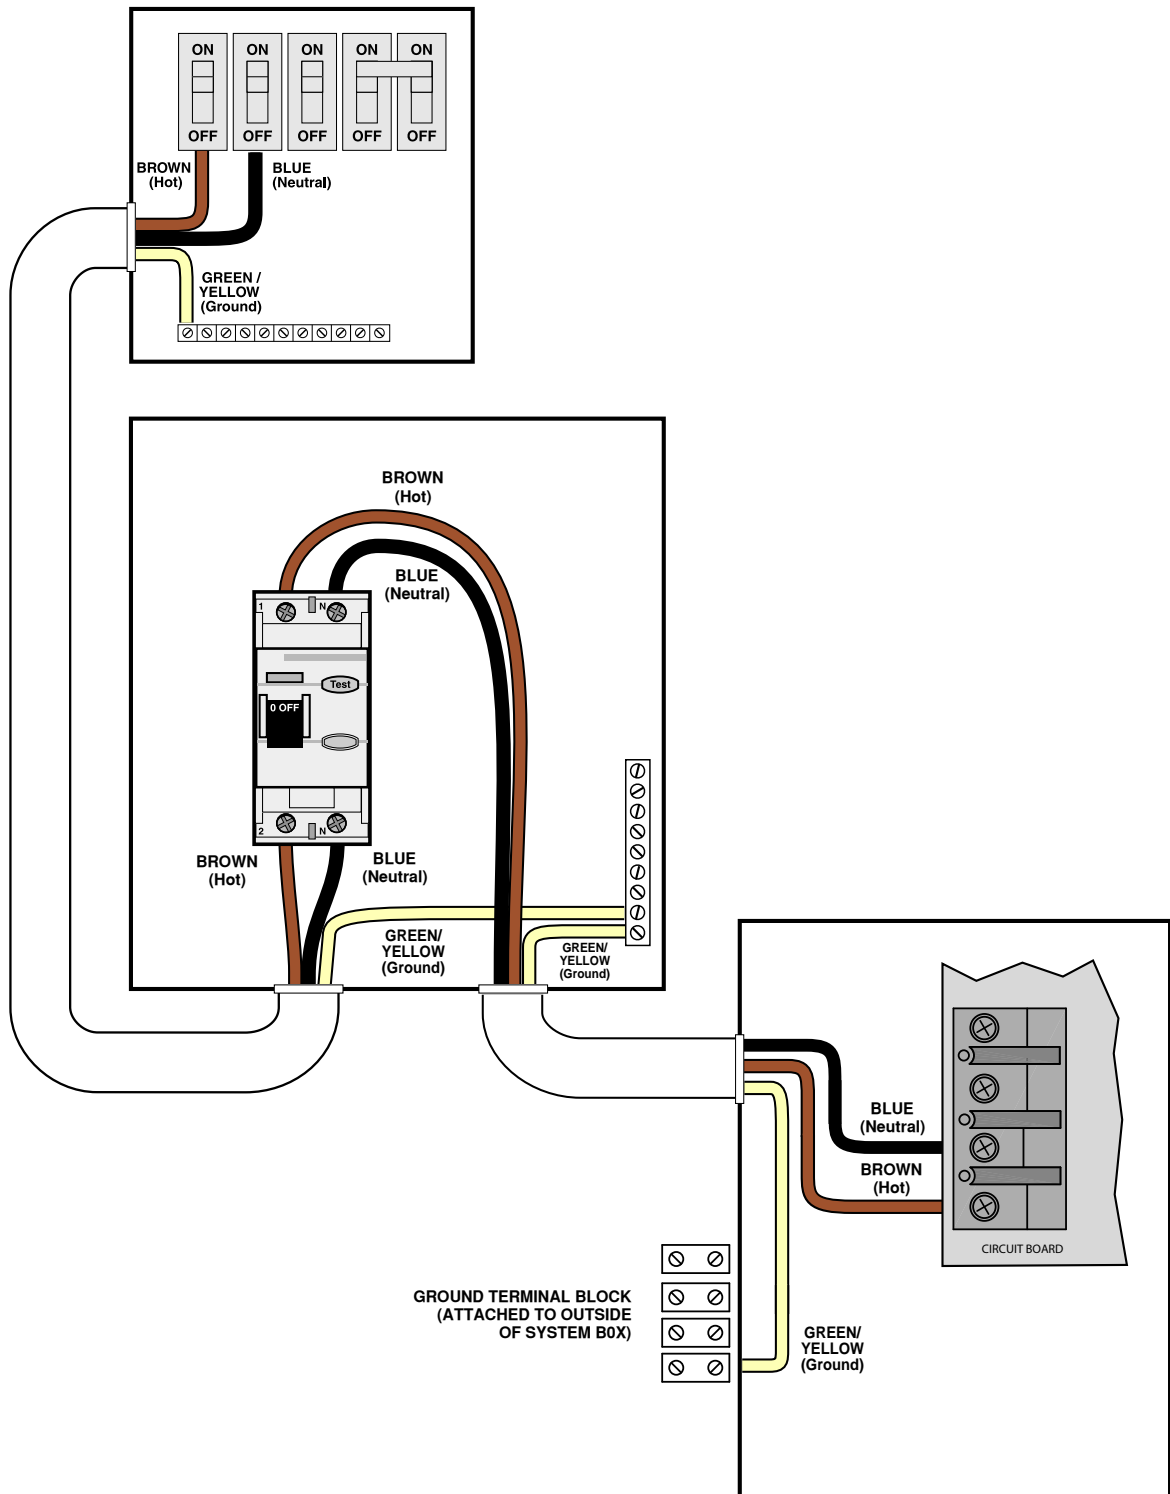 ON ON ON ON ON
OFF OFF OFF OFF OFF
BROWN
(Hot)
BLUE
(Neutral)
GREEN /
YELLOW
(Ground)
BROWN
(Hot)
BLUE
(Neutral)
1 N
Test
0 OFF
2 N
BROWN
(Hot)
BLUE
(Neutral)
GREEN/
YELLOW
(Ground)
GREEN/
YELLOW
(Ground)
BLUE
(Neutral)
BROWN
(Hot)
CIRCUIT BOARD
GROUND TERMINAL BLOCK
(ATTACHED TO OUTSIDE
OF SYSTEM B0X)
GREEN/
YELLOW
(Ground)